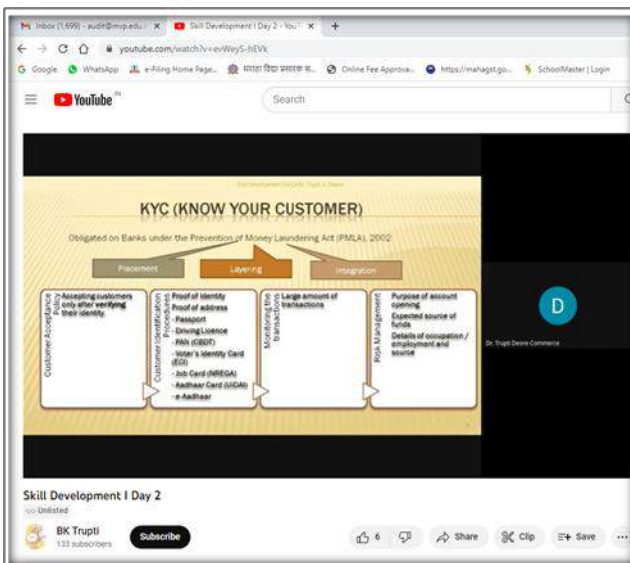 Inbox (1,699) - audit@mvp.edu.i
Skill Development I Day 2 - YouT
youtube.com/watch?v=evWeyS-hEVk
Google
WhatsApp
e-Filing Home Page...
मराठा विद्या प्रसारक स...
Online Fee Approva...
https://mahagst.go...
SchoolMaster | Login
YouTube IN
Search
KYC (KNOW YOUR CUSTOMER)
Obligated on Banks under the Prevention of Money Laundering Act (PMLA), 2002
Placement
Layering
Integration
Customer Acceptance
Policy
Accepting customers
only after verifying
their identity.
Customer Identification
Procedures
Proof of Identity
Proof of address
- Passport
- Driving Licence
- PAN (CBDT)
- Voter's Identity Card
(ECI)
- Job Card (NREGA)
- Aadhaar Card (UIDAI)
- e-Aadhaar
Monitoring the
transactions
Large amount of
transactions
Risk Management
Purpose of account
opening
Expected source of
funds
Details of occupation /
employment and
source
D
Dr. Trupti Deore Commerce
Skill Development I Day 2
Unlisted
BK Trupti
133 subscribers
Subscribe
6
Share
Clip
Save